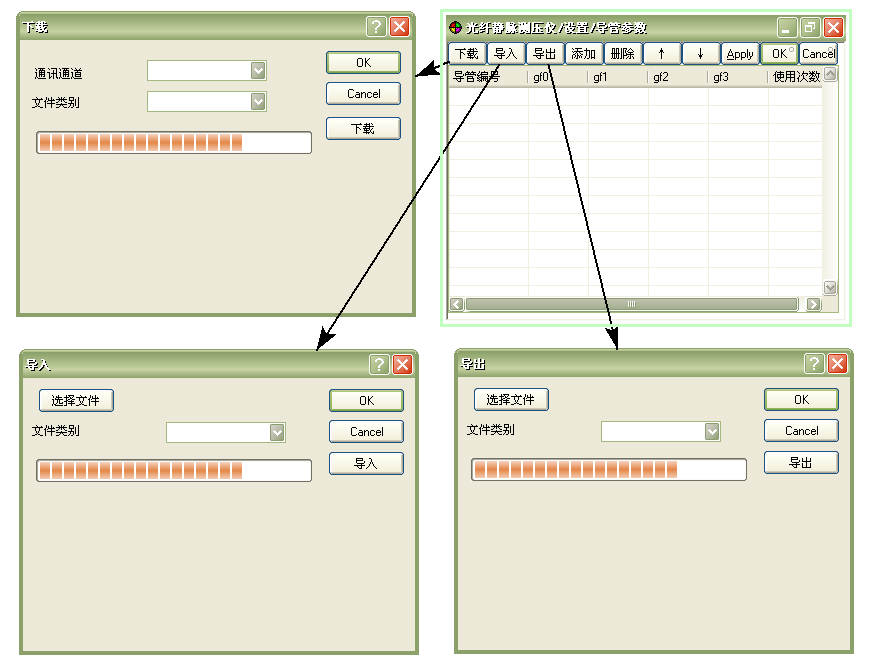 下载
通讯通道
文件类别
OK
Cancel
下载
光纤静脉测压仪/设置/导管参数
下载 导入 导出 添加 删除 ↑ ↓ Apply OK Cancel
导管编号 gf0 gf1 gf2 gf3 使用次数
导入
选择文件
文件类别
OK
Cancel
导入
导出
选择文件
文件类别
OK
Cancel
导出